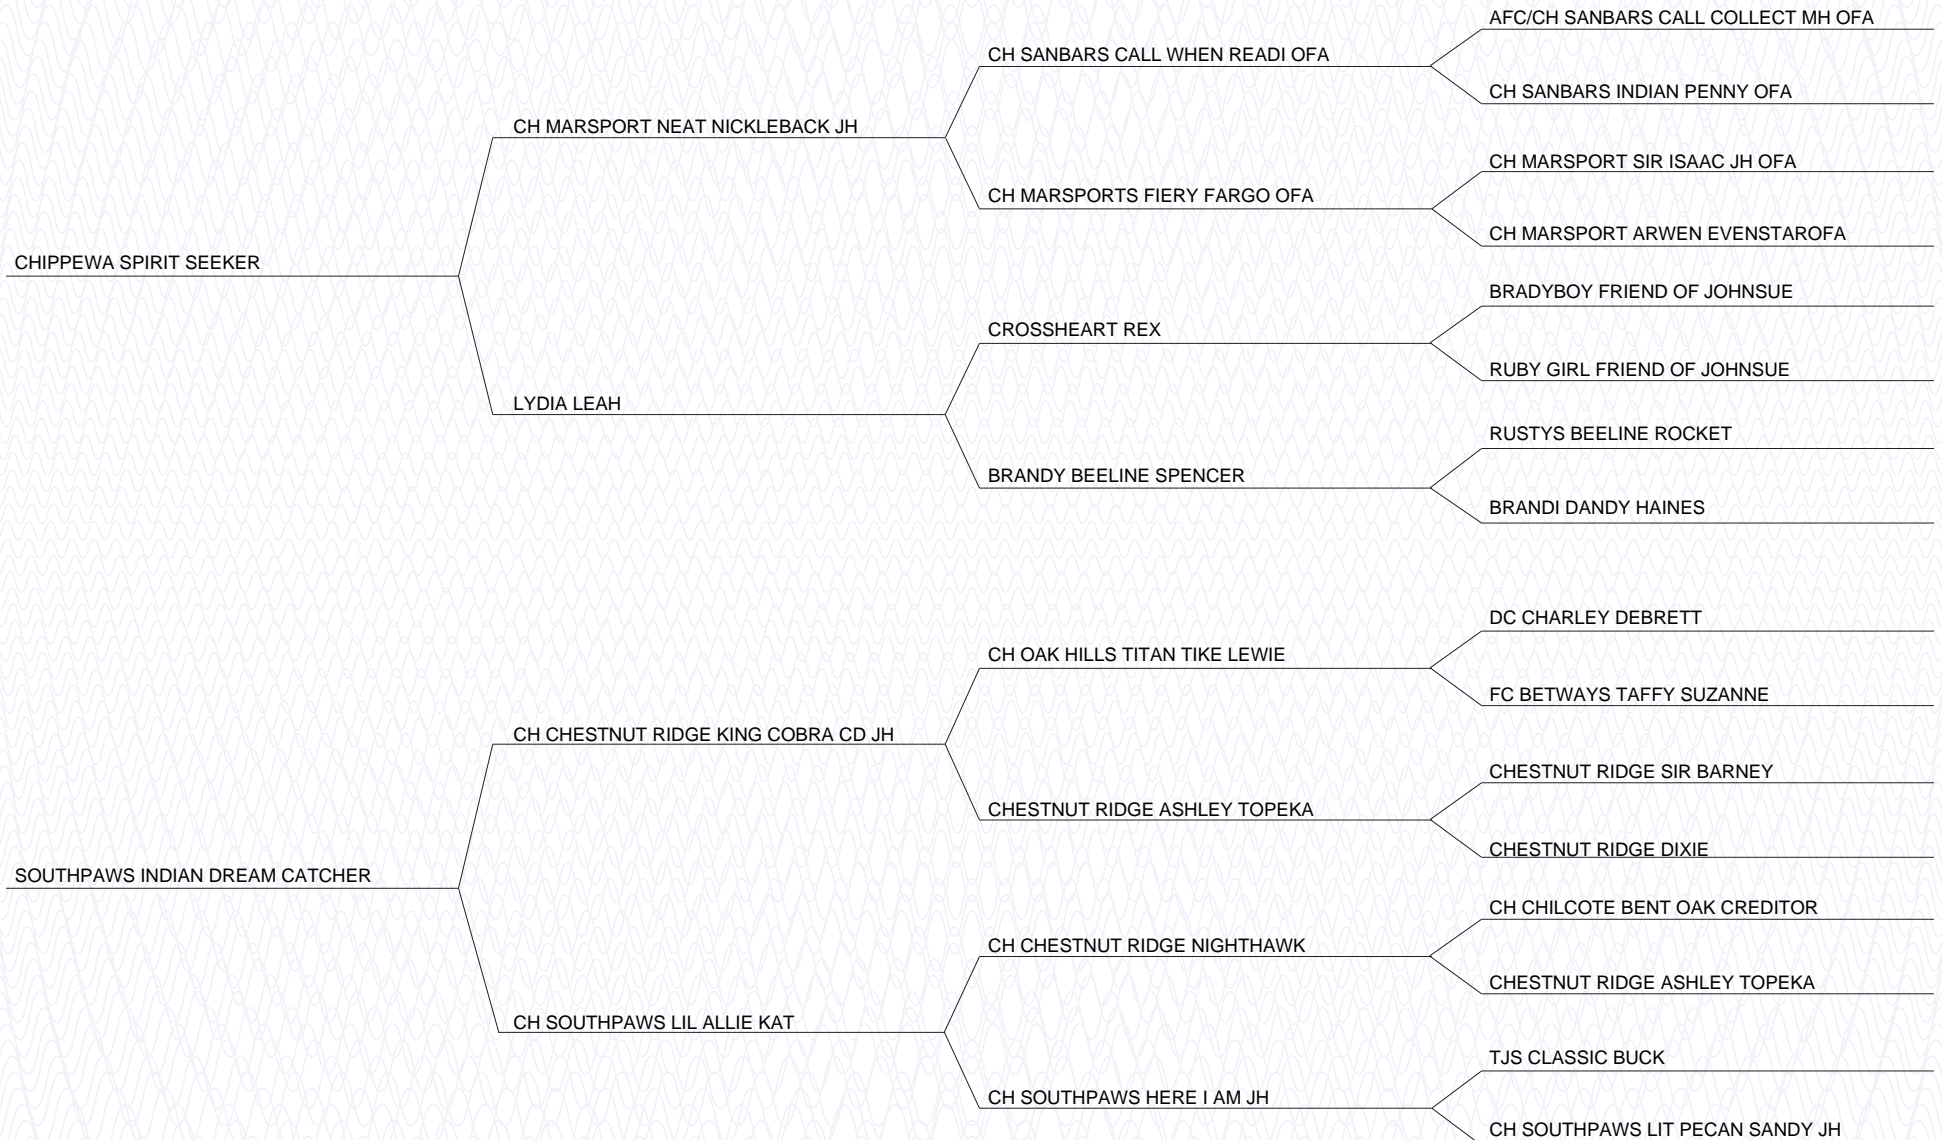 AFC/CH SANBARS CALL COLLECT MH OFA
CH SANBARS CALL WHEN READI OFA
CH SANBARS INDIAN PENNY OFA
CH MARSPORT NEAT NICKLEBACK JH
CH MARSPORT SIR ISAAC JH OFA
CH MARSPORTS FIERY FARGO OFA
CH MARSPORT ARWEN EVENSTAROFA
CHIPPEWA SPIRIT SEEKER
BRADYBOY FRIEND OF JOHNSUE
CROSSHEART REX
RUBY GIRL FRIEND OF JOHNSUE
LYDIA LEAH
RUSTYS BEELINE ROCKET
BRANDY BEELINE SPENCER
BRANDI DANDY HAINES
DC CHARLEY DEBRETT
CH OAK HILLS TITAN TIKE LEWIE
FC BETWAYS TAFFY SUZANNE
CH CHESTNUT RIDGE KING COBRA CD JH
CHESTNUT RIDGE SIR BARNEY
CHESTNUT RIDGE ASHLEY TOPEKA
CHESTNUT RIDGE DIXIE
SOUTHPAWS INDIAN DREAM CATCHER
CH CHILCOTE BENT OAK CREDITOR
CH CHESTNUT RIDGE NIGHTHAWK
CHESTNUT RIDGE ASHLEY TOPEKA
CH SOUTHPAWS LIL ALLIE KAT
TJS CLASSIC BUCK
CH SOUTHPAWS HERE I AM JH
CH SOUTHPAWS LIT PECAN SANDY JH